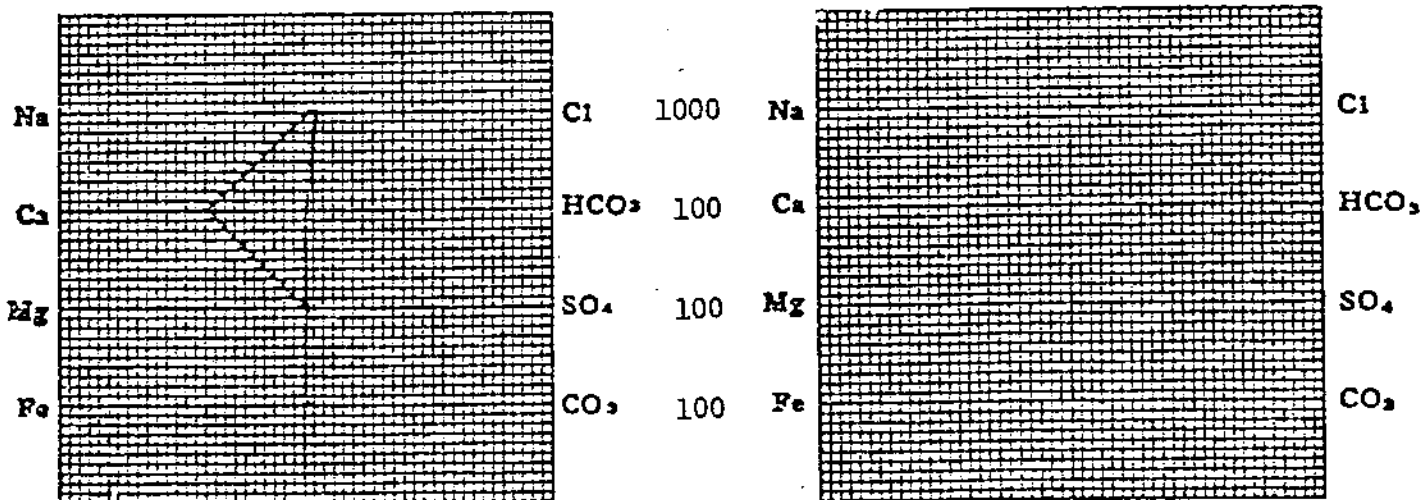 Na Cl 1000 Na Cl
Ca HCO₃ 100 Ca HCO₃
Mg SO₄ 100 Mg SO₄
Fe CO₃ 100 Fe CO₃